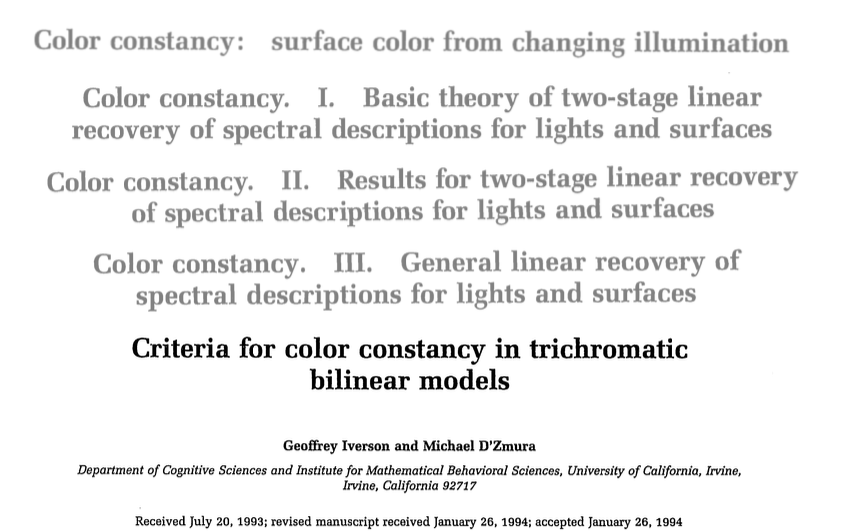 Color constancy: surface color from changing illumination
Color constancy. I. Basic theory of two-stage linear
recovery of spectral descriptions for lights and surfaces
Color constancy. II. Results for two-stage linear recovery
of spectral descriptions for lights and surfaces
Color constancy. III. General linear recovery of
spectral descriptions for lights and surfaces
Criteria for color constancy in trichromatic
bilinear models
Geoffrey Iverson and Michael D'Zmura
Department of Cognitive Sciences and Institute for Mathematical Behavioral Sciences, University of California, Irvine,
Irvine, California 92717
Received July 20, 1993; revised manuscript received January 26, 1994; accepted January 26, 1994